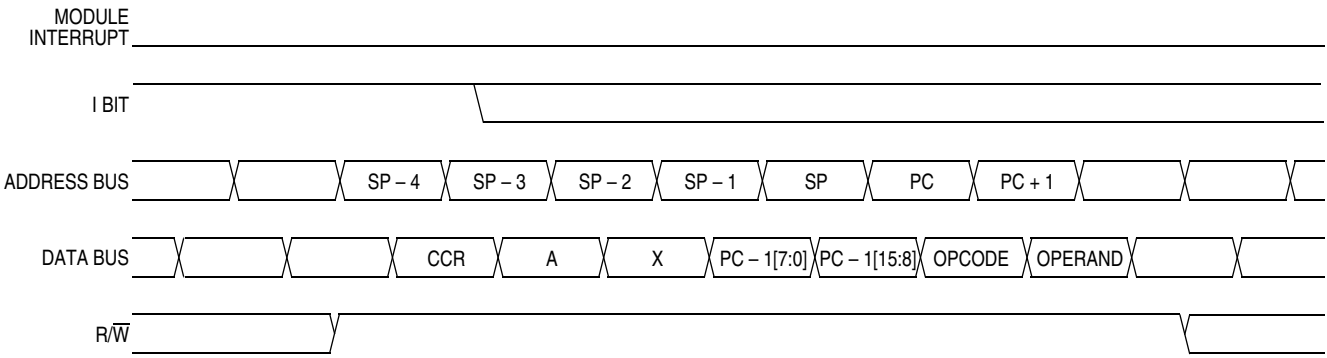 MODULE
INTERRUPT
I BIT
ADDRESS BUS SP – 4 SP – 3 SP – 2 SP – 1 SP PC PC + 1
DATA BUS CCR A X PC – 1[7:0] PC – 1[15:8] OPCODE OPERAND
R/W̅